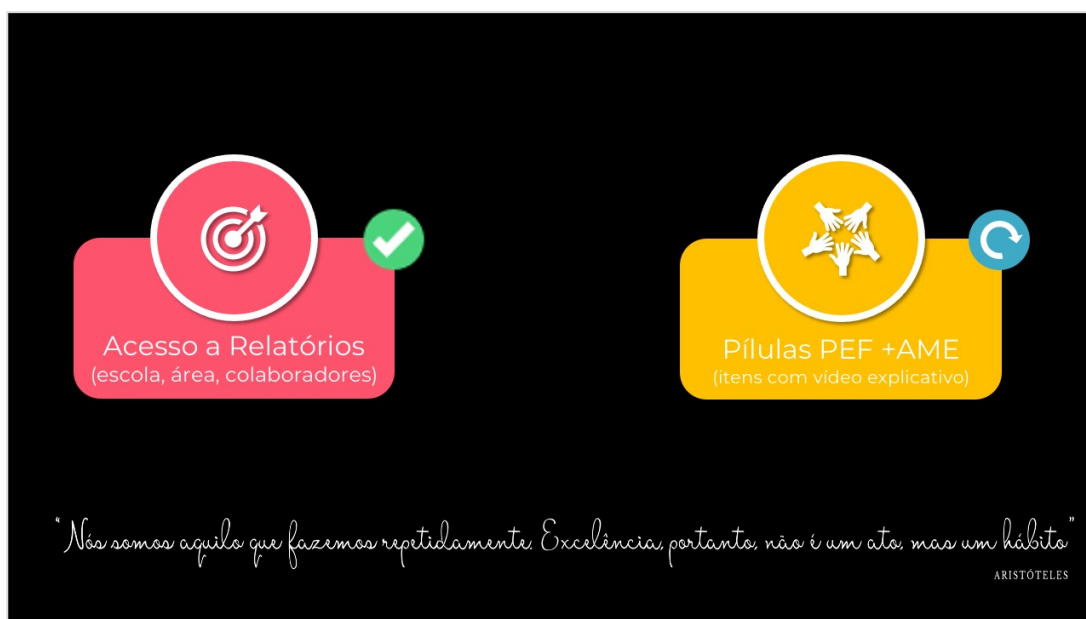 Acesso a Relatórios
(escola, área, colaboradores)
Pílulas PEF +AME
(itens com vídeo explicativo)
“Nós somos aquilo que fazemos repetidamente. Excelência, portanto, não é um ato, mas um hábito”
ARISTÓTELES